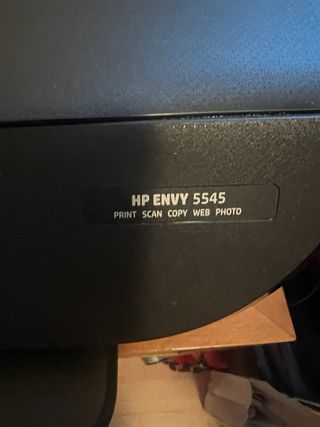 HP ENVY 5545
PRINT SCAN COPY WEB PHOTO